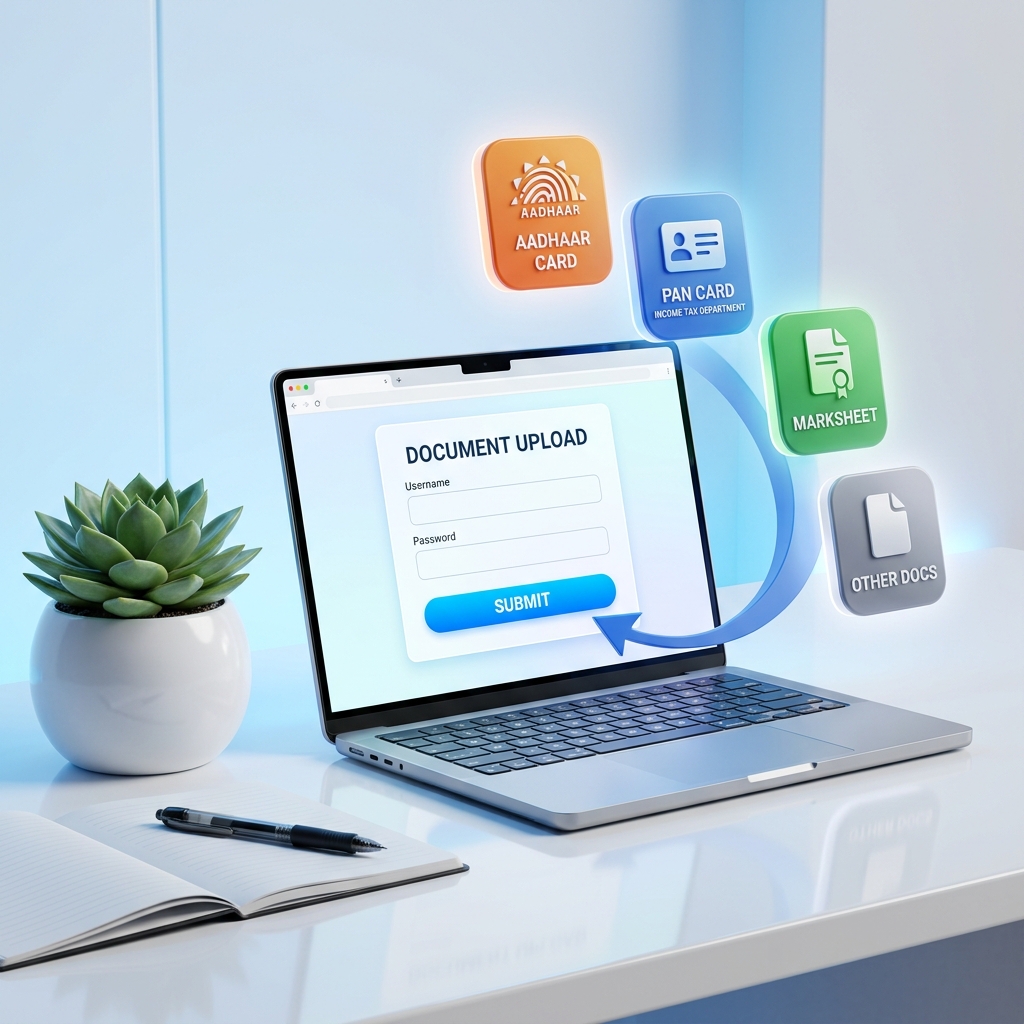 AADHAAR
AADHAAR
CARD
PAN CARD
INCOME TAX DEPARTMENT
MARKSHEET
OTHER DOCS
DOCUMENT UPLOAD
Username
Password
SUBMIT